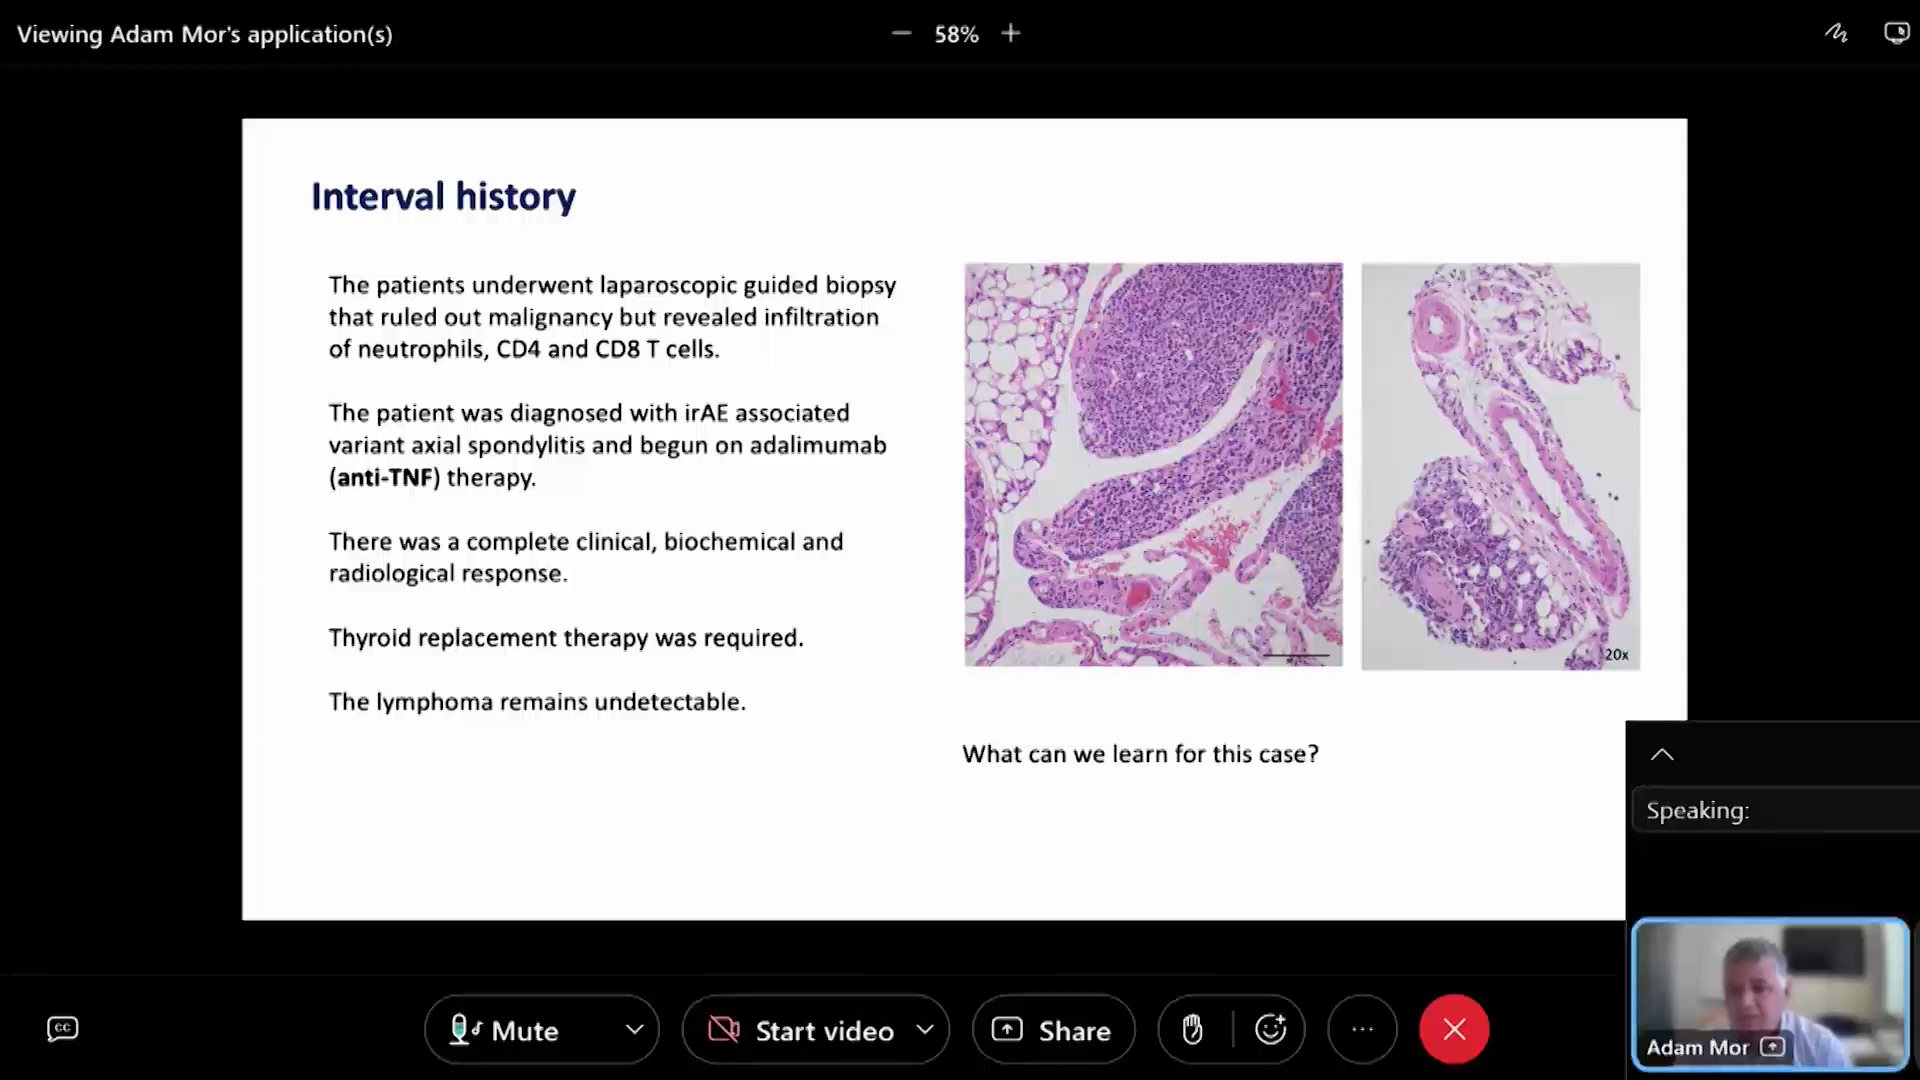 Viewing Adam Mor's application(s)
58%
Interval history
The patients underwent laparoscopic guided biopsy
that ruled out malignancy but revealed infiltration
of neutrophils, CD4 and CD8 T cells.
The patient was diagnosed with irAE associated
variant axial spondylitis and begun on adalimumab
(anti-TNF) therapy.
There was a complete clinical, biochemical and
radiological response.
Thyroid replacement therapy was required.
The lymphoma remains undetectable.
20x
What can we learn for this case?
Speaking:
Adam Mor
CC
Mute
Start video
Share